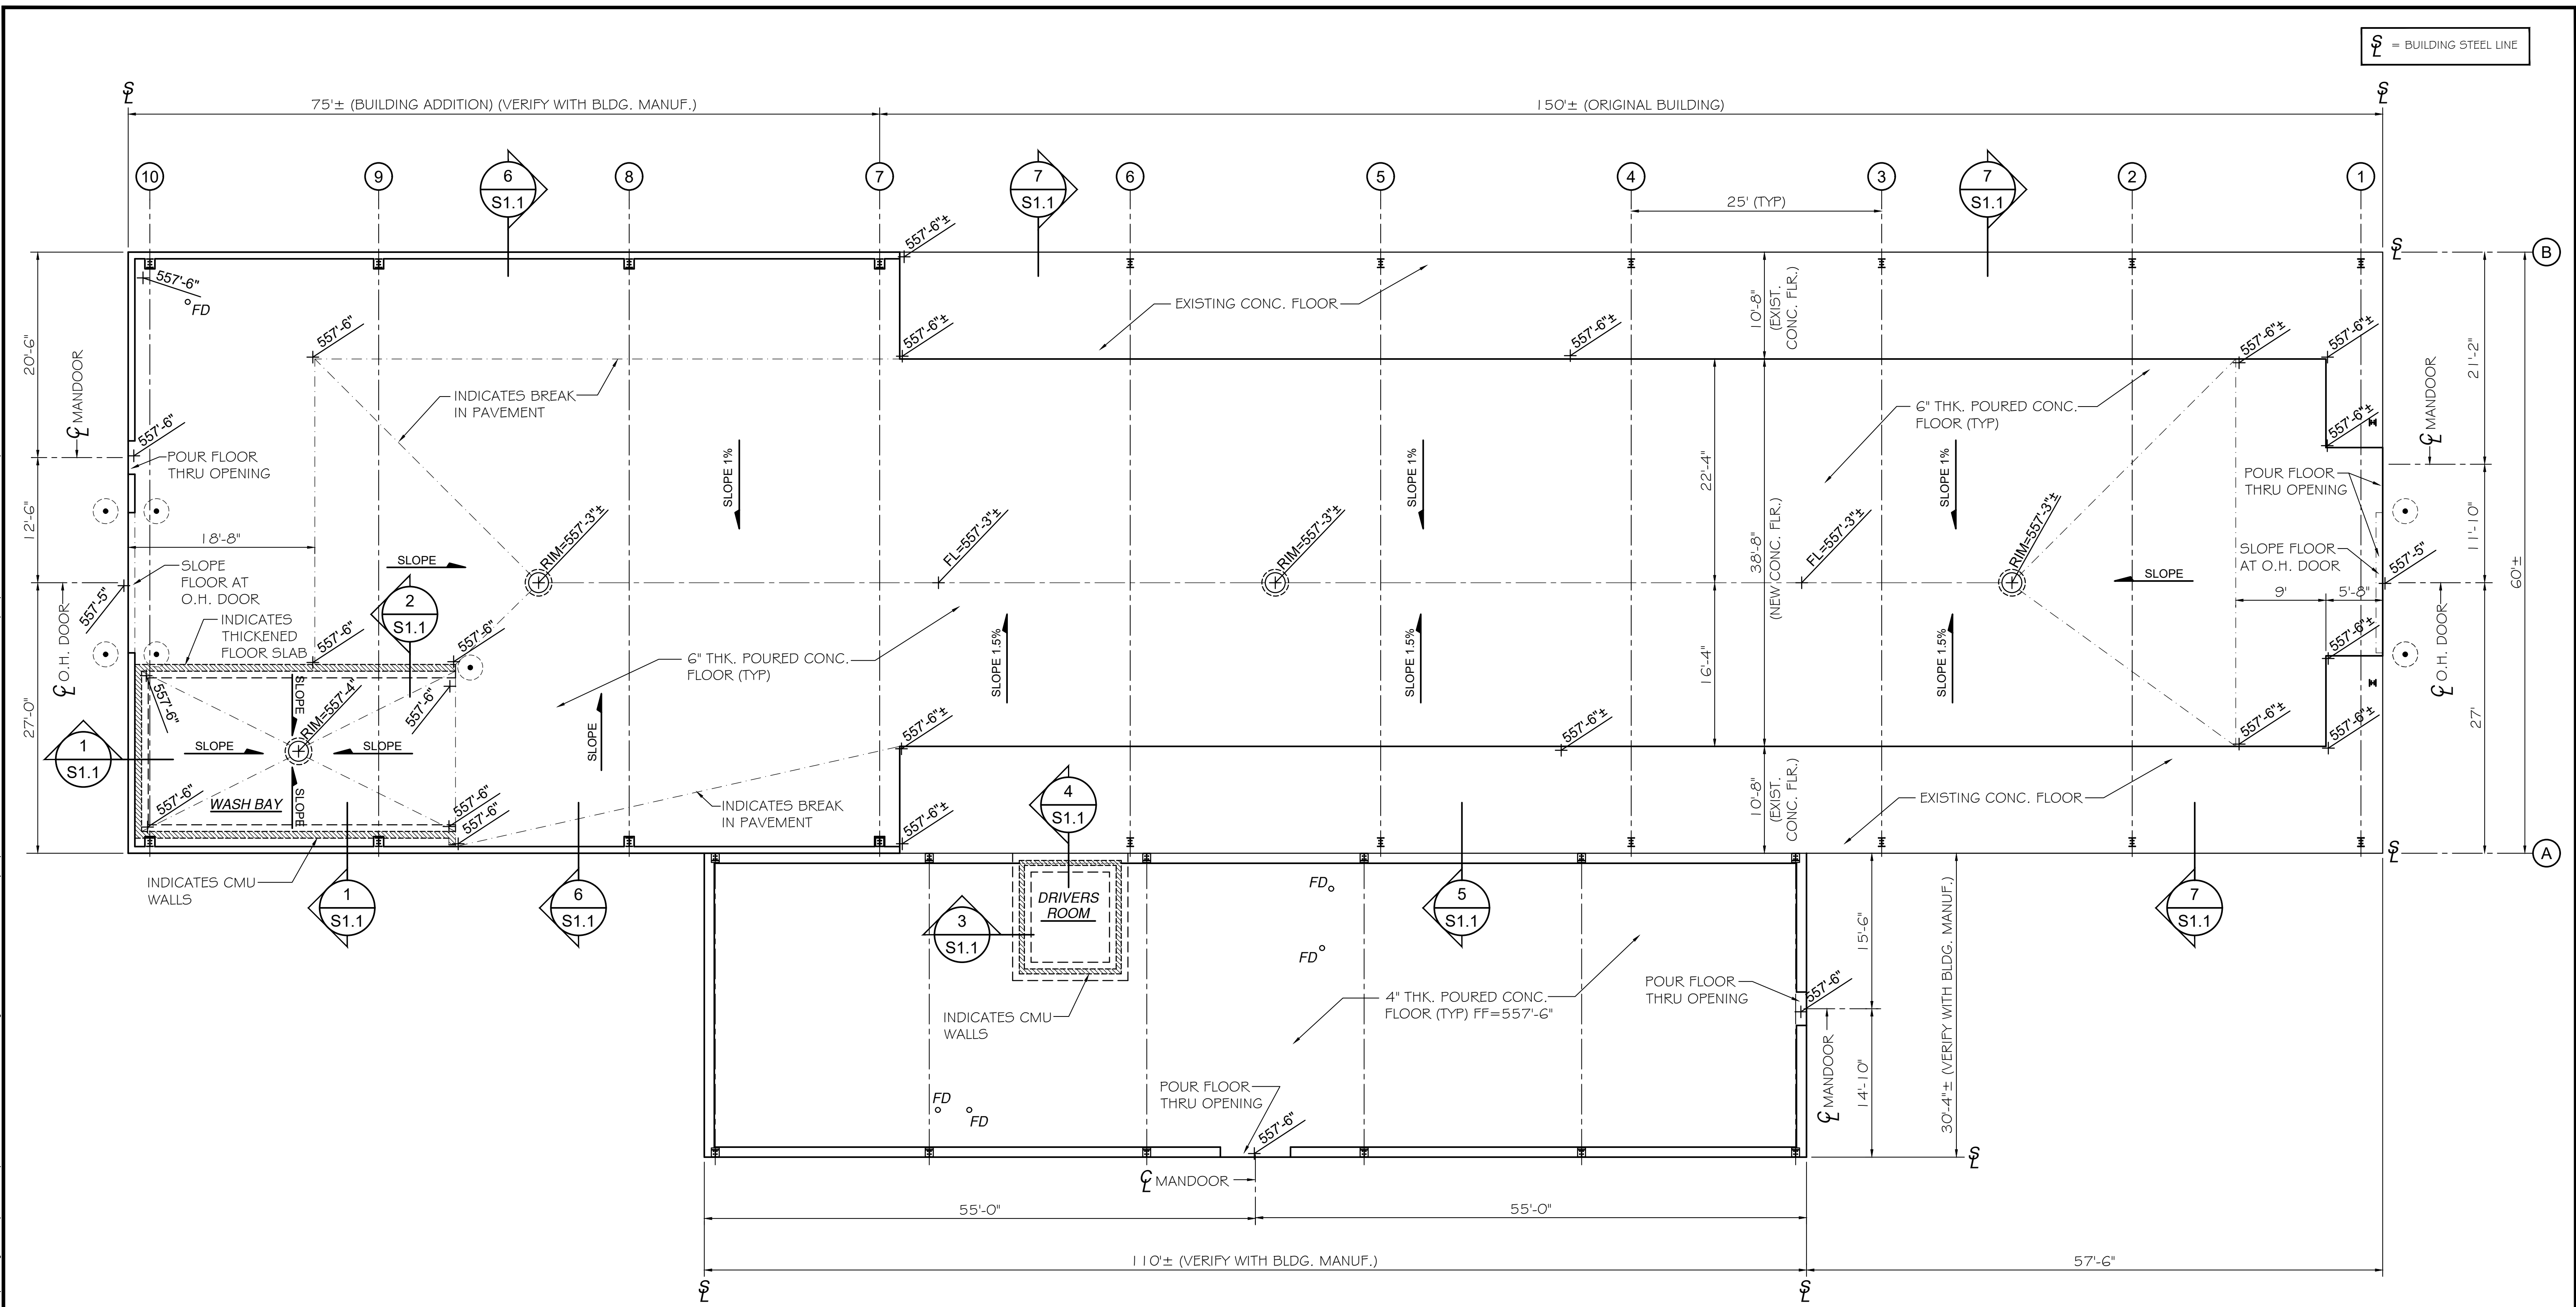 SL = BUILDING STEEL LINE
SL
SL
75'± (BUILDING ADDITION) (VERIFY WITH BLDG. MANUF.)
150'± (ORIGINAL BUILDING)
10
9
8
7
6
5
4
3
2
1
6
S1.1
7
S1.1
7
S1.1
25' (TYP)
557'-6"±
SL
B
557'-6"
FD
EXISTING CONC. FLOOR
10'-8"
(EXIST.
CONC. FLR.)
557'-6"
557'-6"±
557'-6"±
557'-6"±
557'-6"±
20'-6"
CL MANDOOR
INDICATES BREAK
IN PAVEMENT
6" THK. POURED CONC.
FLOOR (TYP)
21'-2"
CL MANDOOR
557'-6"
557'-6"±
POUR FLOOR
THRU OPENING
SLOPE 1%
SLOPE 1%
22'-4"
SLOPE 1%
POUR FLOOR
THRU OPENING
12'-6"
18'-8"
RIM=557'-3"±
FL=557'-3"±
RIM=557'-3"±
38'-8"
(NEW CONC. FLR.)
FL=557'-3"±
RIM=557'-3"±
11'-10"
60'±
SLOPE
FLOOR AT
O.H. DOOR
SLOPE
SLOPE
SLOPE FLOOR
AT O.H. DOOR
557'-5"
557'-5"
9'
5'-8"
CL O.H. DOOR
2
S1.1
INDICATES
THICKENED
FLOOR SLAB
557'-6"
557'-6"
6" THK. POURED CONC.
FLOOR (TYP)
SLOPE 1.5%
SLOPE 1.5%
16'-4"
SLOPE 1.5%
557'-6"±
CL O.H. DOOR
27'-0"
27'
557'-6"
SLOPE
RIM=557'-4"
557'-6"
SLOPE
SLOPE
SLOPE
SLOPE
557'-6"±
557'-6"±
557'-6"±
557'-6"±
1
S1.1
557'-6"
WASH BAY
557'-6"
557'-6"
INDICATES BREAK
IN PAVEMENT
557'-6"±
4
S1.1
10'-8"
(EXIST.
CONC. FLR.)
EXISTING CONC. FLOOR
SL
A
INDICATES CMU
WALLS
1
S1.1
6
S1.1
3
S1.1
DRIVERS
ROOM
FD
5
S1.1
7
S1.1
15'-6"
FD
INDICATES CMU
WALLS
4" THK. POURED CONC.
FLOOR (TYP) FF=557'-6"
POUR FLOOR
THRU OPENING
557'-6"
CL MANDOOR
14'-10"
30'-4"± (VERIFY WITH BLDG. MANUF.)
FD
FD
POUR FLOOR
THRU OPENING
557'-6"
SL
CL MANDOOR
55'-0"
55'-0"
110'± (VERIFY WITH BLDG. MANUF.)
57'-6"
SL
SL